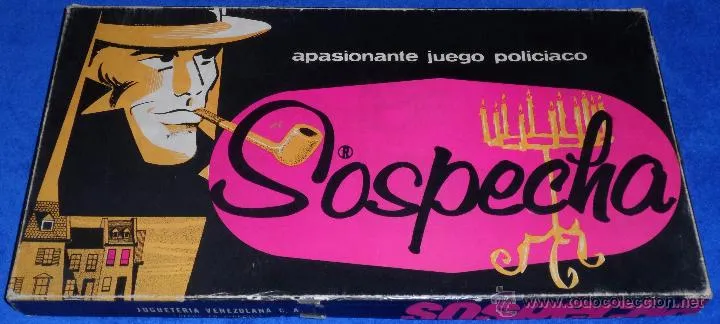 apasionante juego policiaco
Sospecha
®
JUGUETERIA VENEZOLANA C. A
SOSPECHA
www.todocoleccion.net